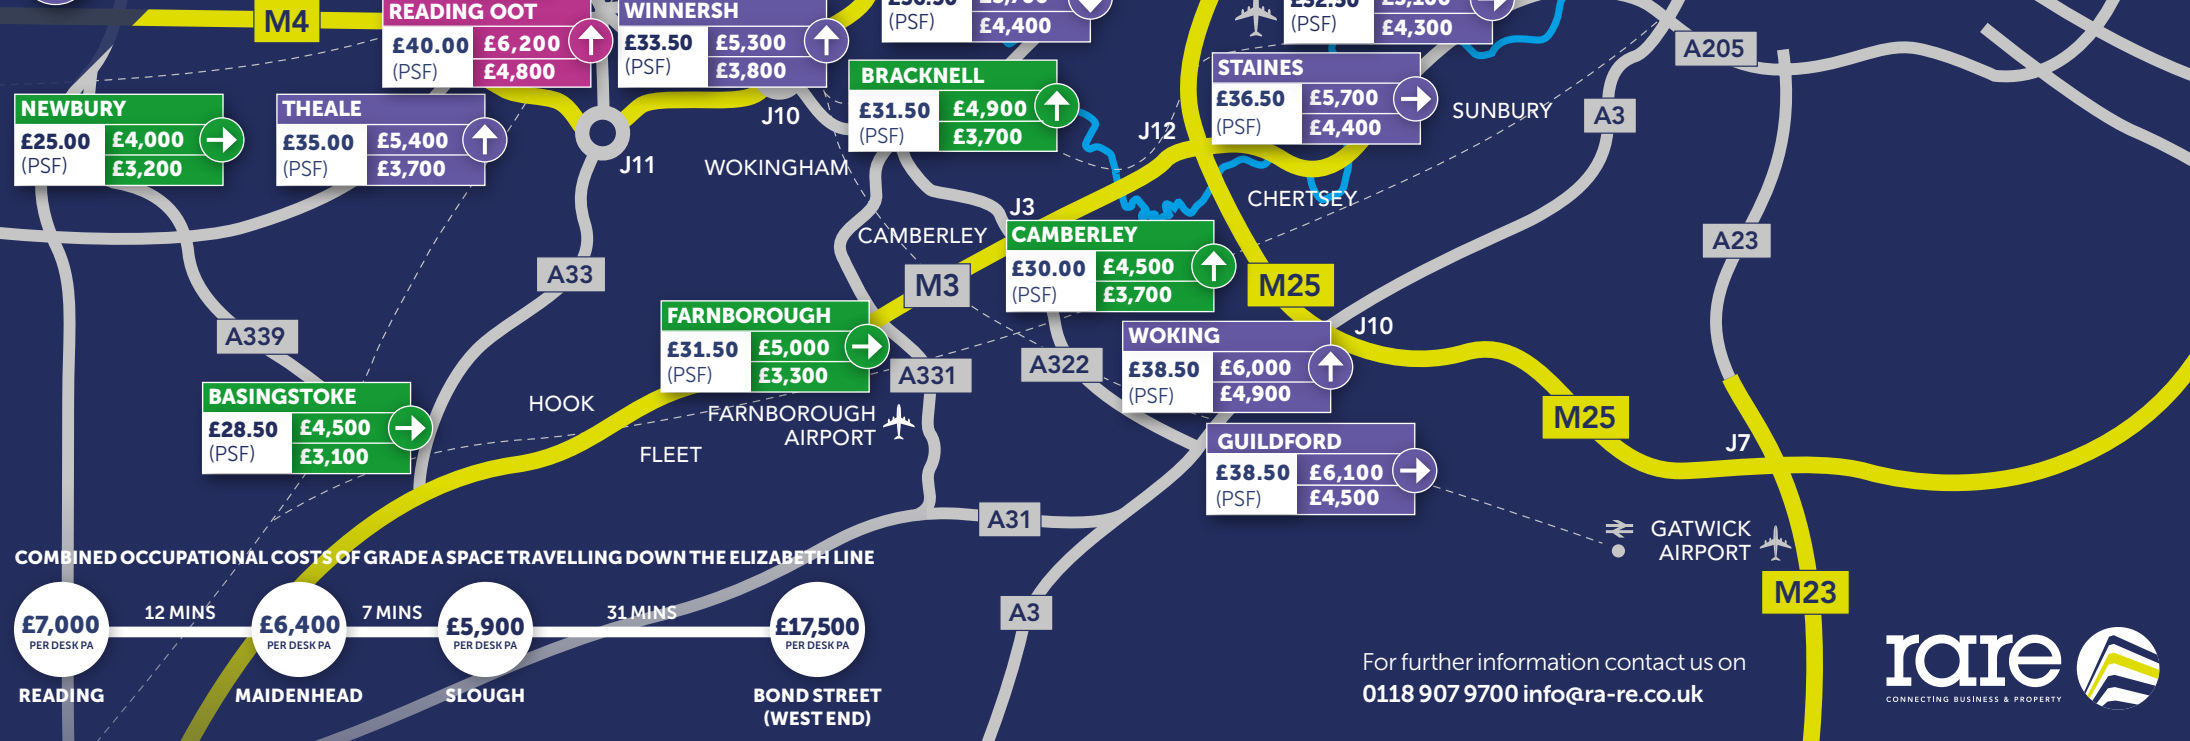 M4
READING OOT
£40.00
(PSF)
£6,200
£4,800
WINNERSH
£33.50
(PSF)
£5,300
£3,800
(PSF)
£4,400
(PSF)
£4,300
A205
NEWBURY
£25.00
(PSF)
£4,000
£3,200
THEALE
£35.00
(PSF)
£5,400
£3,700
J11
J10
BRACKNELL
£31.50
(PSF)
£4,900
£3,700
J12
STAINES
£36.50
(PSF)
£5,700
£4,400
SUNBURY
A3
WOKINGHAM
CHERTSEY
J3
CAMBERLEY
CAMBERLEY
£30.00
(PSF)
£4,500
£3,700
A23
A33
M3
M25
A339
FARNBOROUGH
£31.50
(PSF)
£5,000
£3,300
A331
A322
WOKING
£38.50
(PSF)
£6,000
£4,900
J10
BASINGSTOKE
£28.50
(PSF)
£4,500
£3,100
HOOK
FLEET
FARNBOROUGH
AIRPORT
M25
J7
GUILDFORD
£38.50
(PSF)
£6,100
£4,500
A31
GATWICK
AIRPORT
M23
A3
COMBINED OCCUPATIONAL COSTS OF GRADE A SPACE TRAVELLING DOWN THE ELIZABETH LINE
£7,000
PER DESK PA
READING
12 MINS
£6,400
PER DESK PA
MAIDENHEAD
7 MINS
£5,900
PER DESK PA
SLOUGH
31 MINS
£17,500
PER DESK PA
BOND STREET
(WEST END)
For further information contact us on
0118 907 9700 info@ra-re.co.uk
rare
CONNECTING BUSINESS & PROPERTY